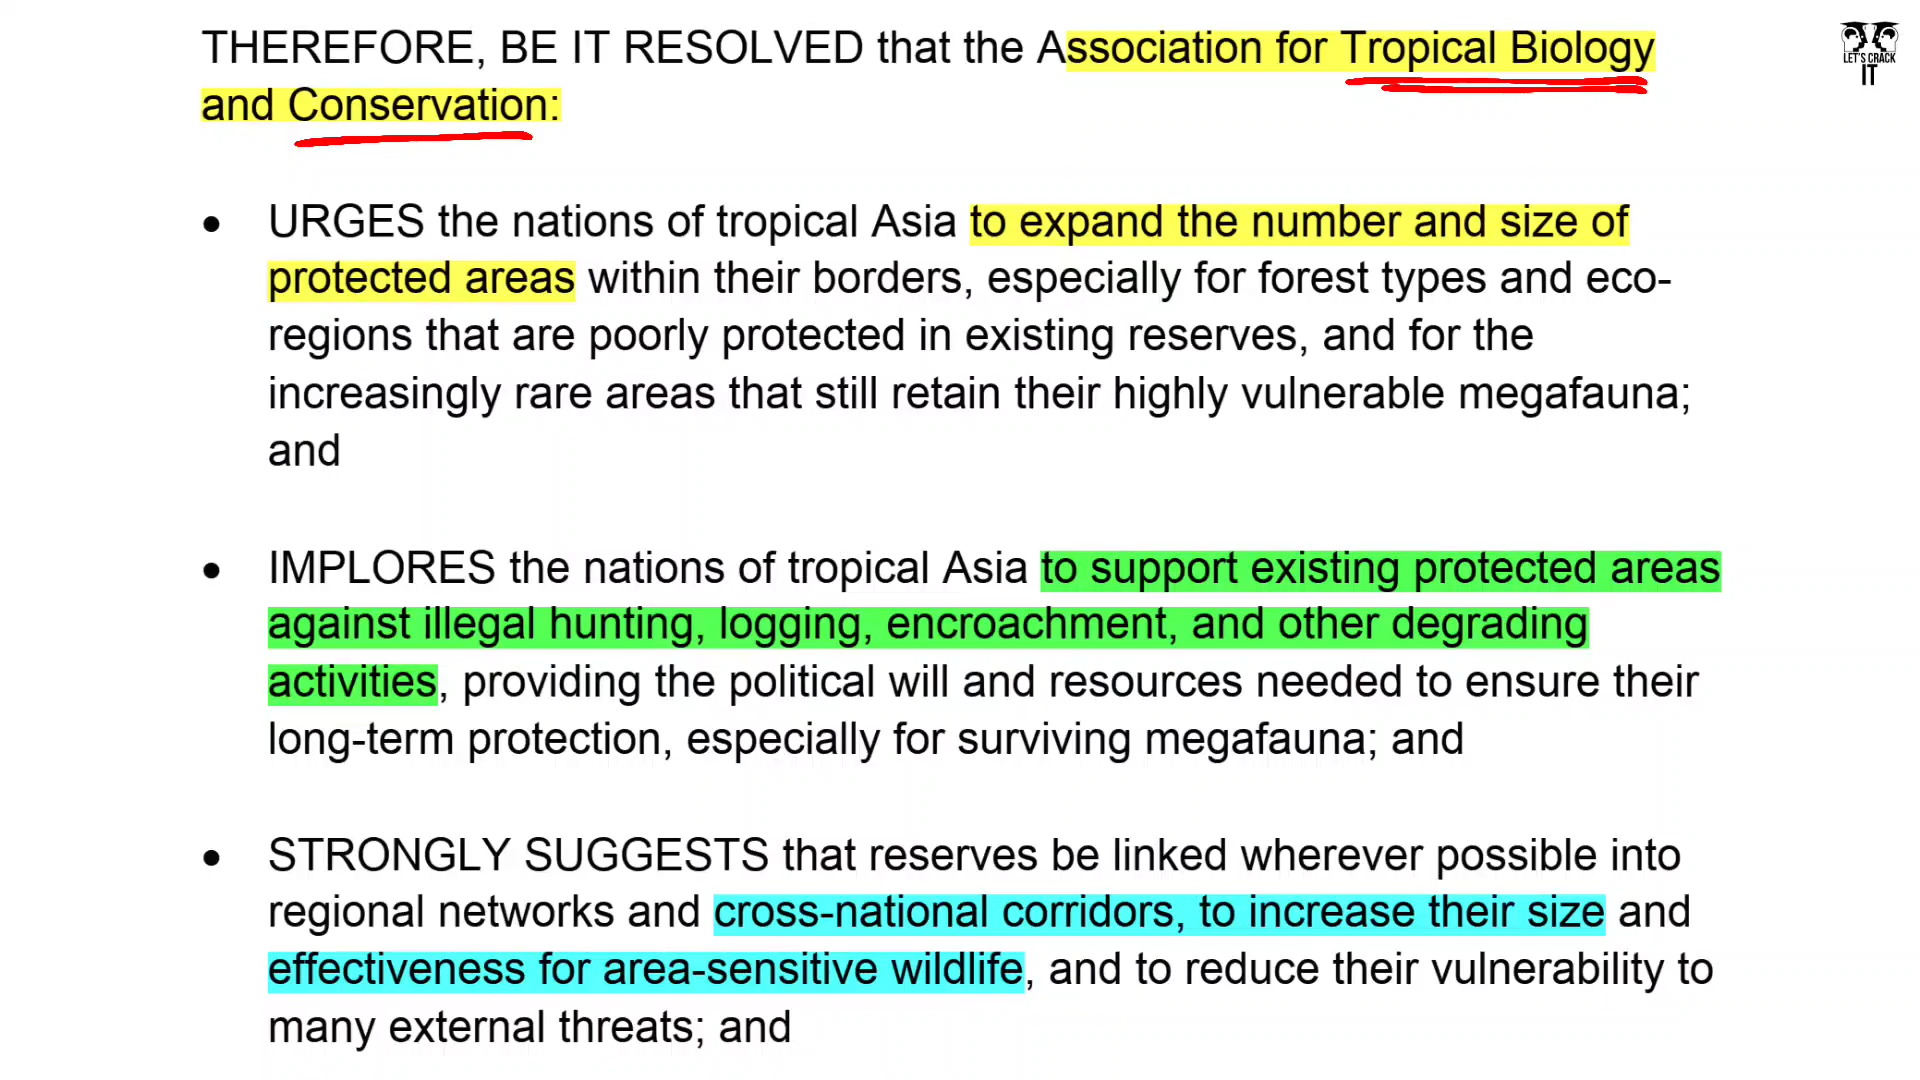 THEREFORE, BE IT RESOLVED that the Association for Tropical Biology
and Conservation:
• URGES the nations of tropical Asia to expand the number and size of
protected areas within their borders, especially for forest types and eco-
regions that are poorly protected in existing reserves, and for the
increasingly rare areas that still retain their highly vulnerable megafauna;
and
• IMPLORES the nations of tropical Asia to support existing protected areas
against illegal hunting, logging, encroachment, and other degrading
activities, providing the political will and resources needed to ensure their
long-term protection, especially for surviving megafauna; and
• STRONGLY SUGGESTS that reserves be linked wherever possible into
regional networks and cross-national corridors, to increase their size and
effectiveness for area-sensitive wildlife, and to reduce their vulnerability to
many external threats; and
LET'S CRACK
IT